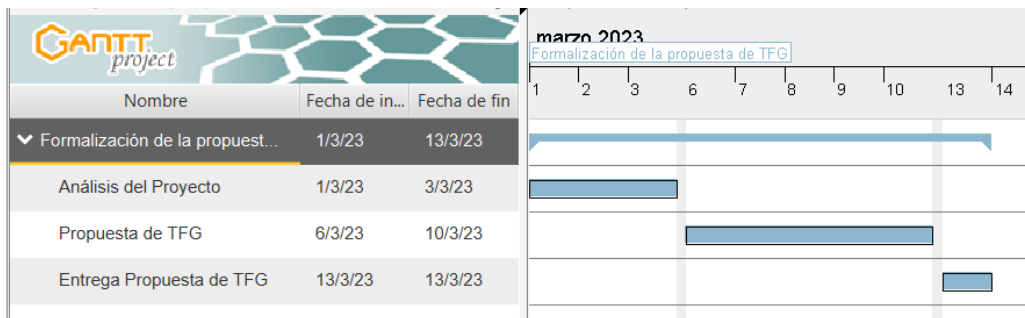 GANTT
project
marzo 2023
Formalización de la propuesta de TFG
1 2 3 6 7 8 9 10 13 14
Nombre Fecha de in... Fecha de fin
Formalización de la propuest... 1/3/23 13/3/23
Análisis del Proyecto 1/3/23 3/3/23
Propuesta de TFG 6/3/23 10/3/23
Entrega Propuesta de TFG 13/3/23 13/3/23